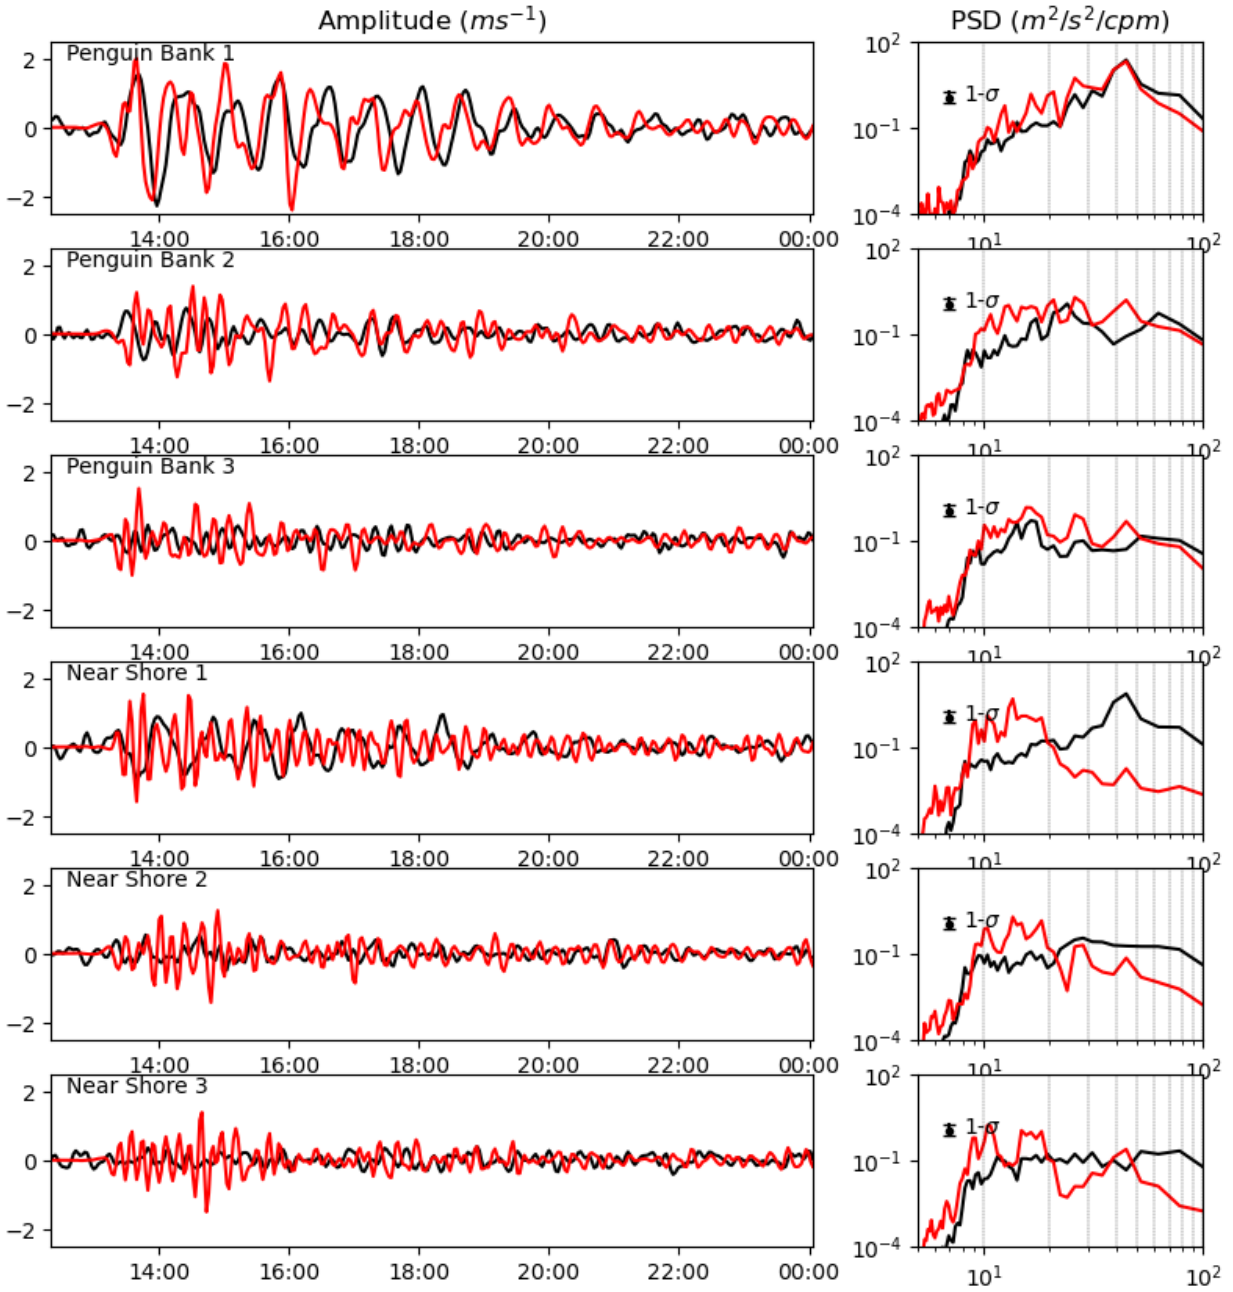 Amplitude (ms⁻¹) PSD (m²/s²/cpm)
2 Penguin Bank 1 10²
1-σ
0 10⁻¹
−2 10⁻⁴
14:00 16:00 18:00 20:00 22:00 00:00 10¹ 10²
2 Penguin Bank 2 10²
1-σ
0 10⁻¹
−2 10⁻⁴
14:00 16:00 18:00 20:00 22:00 00:00 10¹ 10²
2 Penguin Bank 3 10²
1-σ
0 10⁻¹
−2 10⁻⁴
14:00 16:00 18:00 20:00 22:00 00:00 10¹ 10²
2 Near Shore 1 10²
1-σ
0 10⁻¹
−2 10⁻⁴
14:00 16:00 18:00 20:00 22:00 00:00 10¹ 10²
2 Near Shore 2 10²
1-σ
0 10⁻¹
−2 10⁻⁴
14:00 16:00 18:00 20:00 22:00 00:00 10¹ 10²
2 Near Shore 3 10²
1-σ
0 10⁻¹
−2 10⁻⁴
14:00 16:00 18:00 20:00 22:00 00:00 10¹ 10²